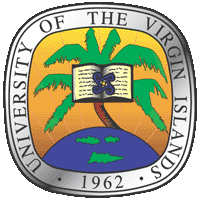 UNIVERSITY OF THE VIRGIN ISLANDS
· 1962 ·